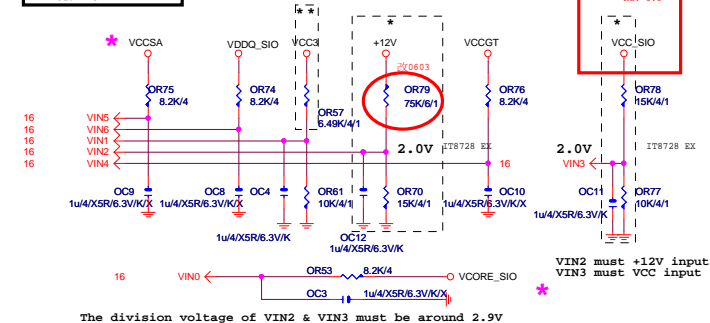 * *
*
*
*
VCCSA
VDDQ_SIO
VCC3
+12V
VCCGT
VCC_SIO
0603
OR75
8.2K/4
OR74
8.2K/4
OR57
6.49K/4/1
OR79
75K/6/1
OR76
8.2K/4
OR78
15K/4/1
16 VIN5
16 VIN6
16 VIN1
16 VIN2
16 VIN4
2.0V
IT8728 EX
2.0V
IT8728 EX
16
VIN3
OC9
1u/4/X5R/6.3V/K/X
OC8
1u/4/X5R/6.3V/K/X
OC4
1u/4/X5R/6.3V/K
OR61
10K/4/1
OC12
1u/4/X5R/6.3V/K
OR70
15K/4/1
OC10
1u/4/X5R/6.3V/K/X
OC11
1u/4/X5R/6.3V/K
OR77
10K/4/1
VIN2 must +12V input
VIN3 must VCC input
16 VIN0
OR53
8.2K/4
VCORE_SIO
OC3
1u/4/X5R/6.3V/K/X
*
The division voltage of VIN2 & VIN3 must be around 2.9V